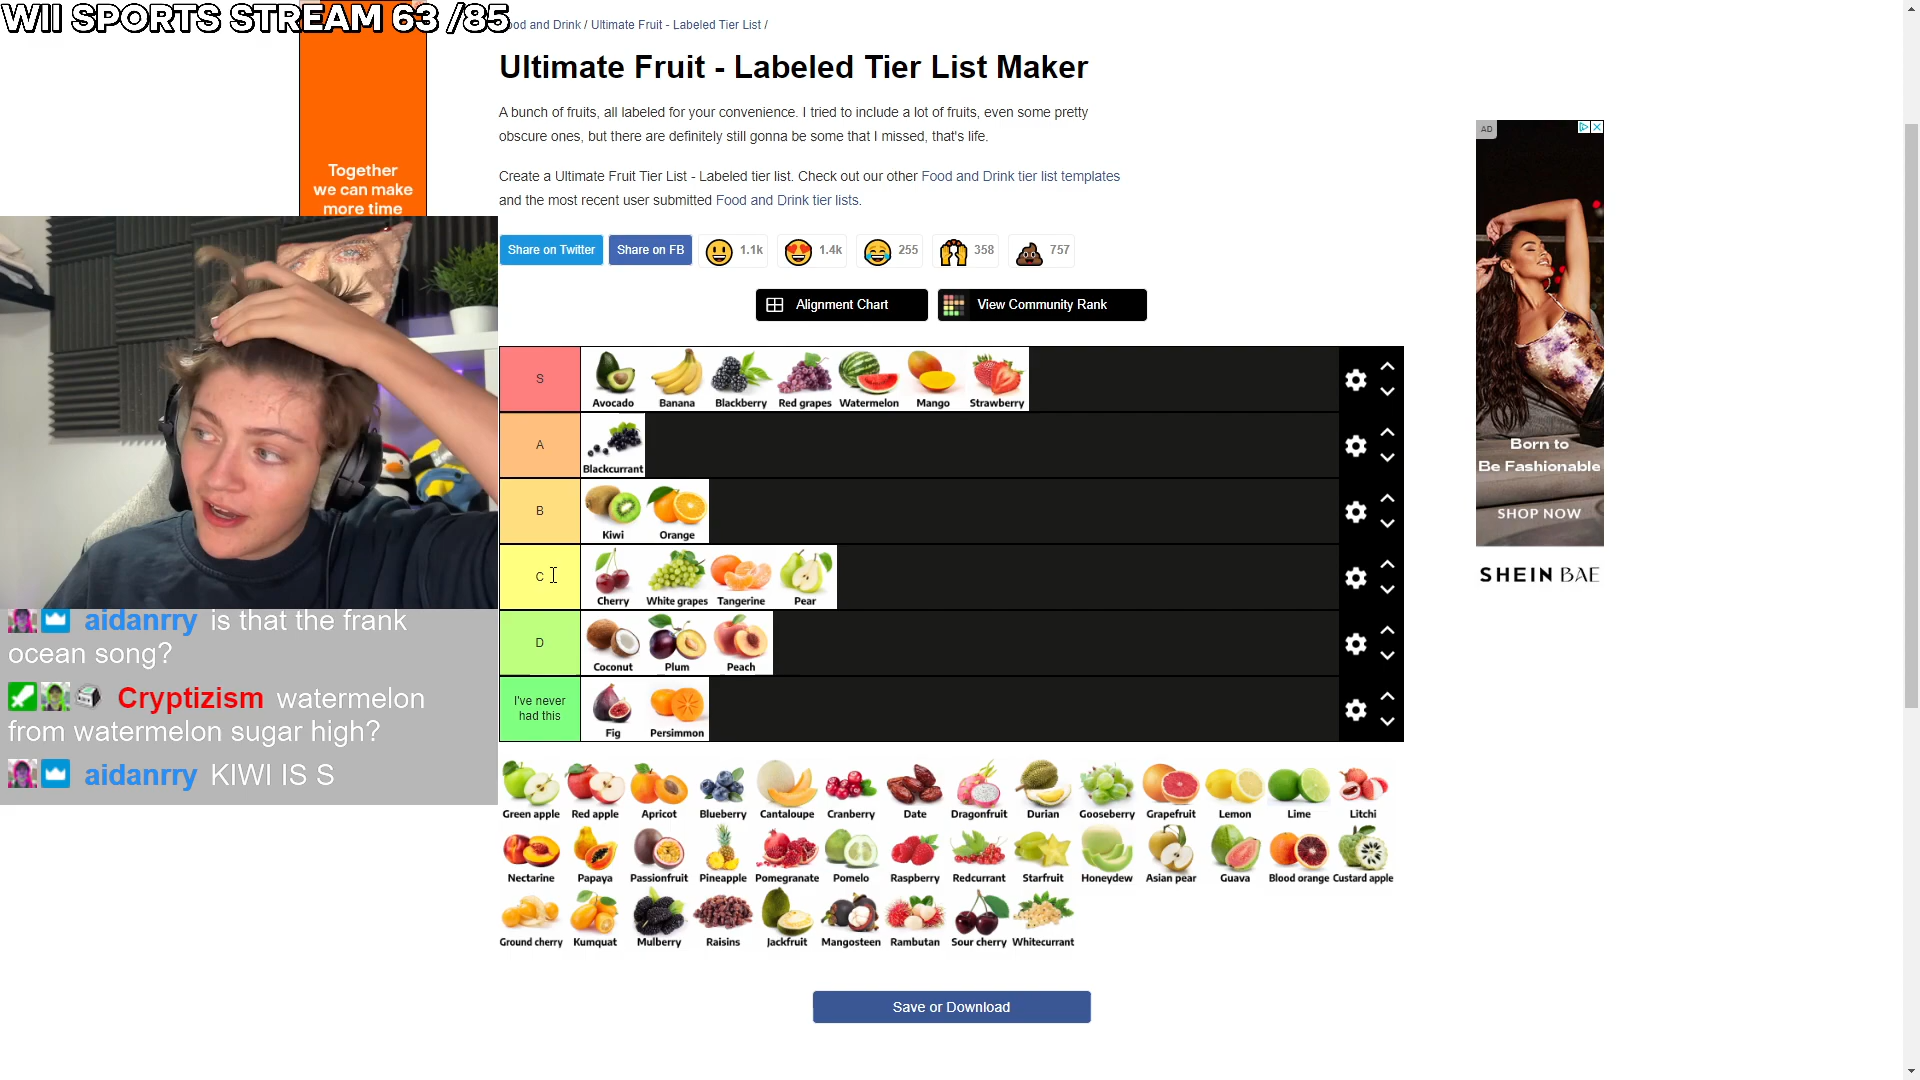 WII SPORTS STREAM 63 /85
ood and Drink / Ultimate Fruit - Labeled Tier List /
Ultimate Fruit - Labeled Tier List Maker
A bunch of fruits, all labeled for your convenience. I tried to include a lot of fruits, even some pretty
obscure ones, but there are definitely still gonna be some that I missed, that's life.
Create a Ultimate Fruit Tier List - Labeled tier list. Check out our other Food and Drink tier list templates
and the most recent user submitted Food and Drink tier lists.
Together
we can make
more time
Share on Twitter Share on FB 1.1k 1.4k 255 358 757
Alignment Chart View Community Rank
S
Avocado Banana Blackberry Red grapes Watermelon Mango Strawberry
A
Blackcurrant
B
Kiwi Orange
C
Cherry White grapes Tangerine Pear
D
Coconut Plum Peach
I've never
had this
Fig Persimmon
Green apple Red apple Apricot Blueberry Cantaloupe Cranberry Date Dragonfruit Durian Gooseberry Grapefruit Lemon Lime Litchi
Nectarine Papaya Passionfruit Pineapple Pomegranate Pomelo Raspberry Redcurrant Starfruit Honeydew Asian pear Guava Blood orange Custard apple
Ground cherry Kumquat Mulberry Raisins Jackfruit Mangosteen Rambutan Sour cherry Whitecurrant
Save or Download
aidanrry is that the frank
ocean song?
Cryptizism watermelon
from watermelon sugar high?
aidanrry KIWI IS S
AD
Born to
Be Fashionable
SHOP NOW
SHEIN BAE